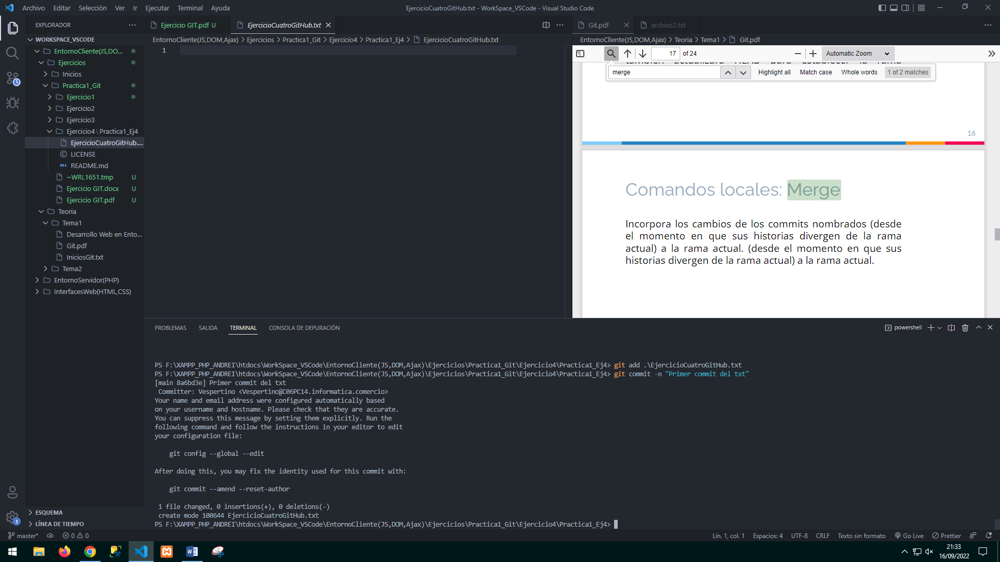 Archivo Editar Selección Ver Ir Ejecutar Terminal Ayuda
EjercicioCuatroGitHub.txt - WorkSpace_VSCode - Visual Studio Code
EXPLORADOR
WORKSPACE_VSCODE
EntornoCliente(JS,DO...
Ejercicios
Inicios
Practica1_Git
Ejercicio1
Ejercicio2
Ejercicio3
Ejercicio4 \ Practica1_Ej4
EjercicioCuatroGitHub....
LICENSE
README.md
~WRL1651.tmp U
Ejercicio GIT.docx U
Ejercicio GIT.pdf U
Teoria
Tema1
Desarrollo Web en Ento...
Git.pdf
IniciosGit.txt
Tema2
EntornoServidor(PHP)
InterfacesWeb(HTML,CSS)
ESQUEMA
LÍNEA DE TIEMPO
Ejercicio GIT.pdf U
EjercicioCuatroGitHub.txt
EntornoCliente(JS,DOM,Ajax) > Ejercicios > Practica1_Git > Ejercicio4 > Practica1_Ej4 > EjercicioCuatroGitHub.txt
1
Git.pdf
archivo2.txt
EntornoCliente(JS,DOM,Ajax) > Teoria > Tema1 > Git.pdf
17 of 24
Automatic Zoom
merge
Highlight all Match case Whole words 1 of 2 matches
16
Comandos locales: Merge
Incorpora los cambios de los commits nombrados (desde
el momento en que sus historias divergen de la rama
actual) a la rama actual. (desde el momento en que sus
historias divergen de la rama actual) a la rama actual.
PROBLEMAS SALIDA TERMINAL CONSOLA DE DEPURACIÓN
powershell
PS F:\XAMPP_PHP_ANDREI\htdocs\WorkSpace_VSCode\EntornoCliente(JS,DOM,Ajax)\Ejercicios\Practica1_Git\Ejercicio4\Practica1_Ej4> git add .\EjercicioCuatroGitHub.txt
PS F:\XAMPP_PHP_ANDREI\htdocs\WorkSpace_VSCode\EntornoCliente(JS,DOM,Ajax)\Ejercicios\Practica1_Git\Ejercicio4\Practica1_Ej4> git commit -m "Primer commit del txt"
[main 8a6bd3e] Primer commit del txt
Committer: Vespertino <Vespertino@C06PC14.informatica.comercio>
Your name and email address were configured automatically based
on your username and hostname. Please check that they are accurate.
You can suppress this message by setting them explicitly. Run the
following command and follow the instructions in your editor to edit
your configuration file:
git config --global --edit
After doing this, you may fix the identity used for this commit with:
git commit --amend --reset-author
1 file changed, 0 insertions(+), 0 deletions(-)
create mode 100644 EjercicioCuatroGitHub.txt
PS F:\XAMPP_PHP_ANDREI\htdocs\WorkSpace_VSCode\EntornoCliente(JS,DOM,Ajax)\Ejercicios\Practica1_Git\Ejercicio4\Practica1_Ej4>
master* 0 0
Lín. 1, col. 1 Espacios: 4 UTF-8 CRLF Texto sin formato Go Live Prettier
1
21:33
16/09/2022